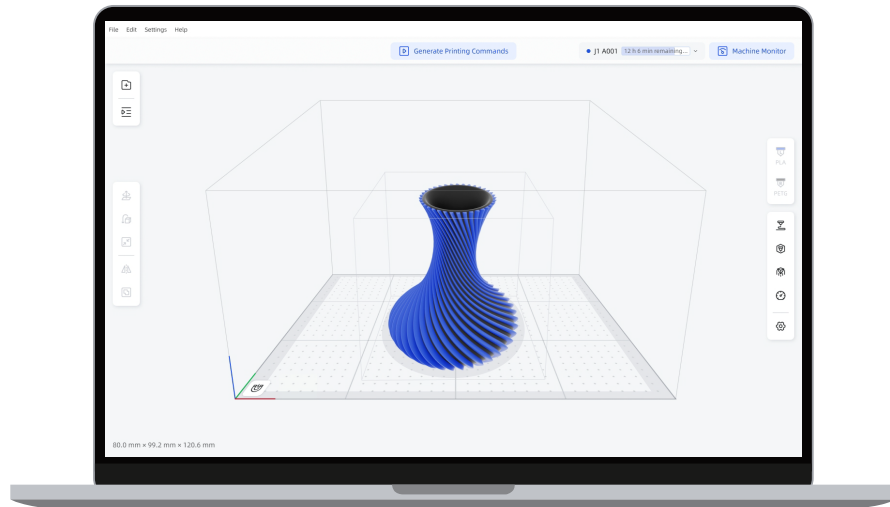 File Edit Settings Help
Generate Printing Commands
J1 A001 12 h 6 min remaining...
Machine Monitor
PLA
PETG
80.0 mm × 99.2 mm × 120.6 mm